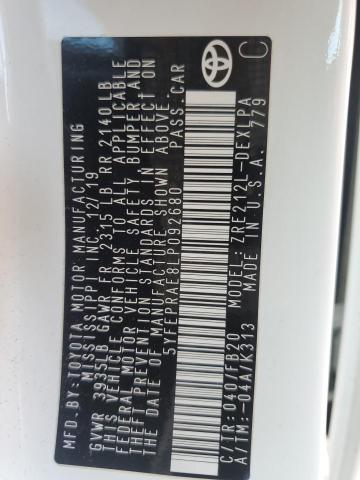 MFD.BY:TOYOTA MOTOR MANUFACTURING
MISSISSIPPI INC. 12/19
GVWR 3935LB GAWR FR 2315 LB RR 2140LB
THIS VEHICLE CONFORMS TO ALL APPLICABLE
FEDERAL MOTOR VEHICLE SAFETY, BUMPER AND
THEFT PREVENTION STANDARDS IN EFFECT ON
THE DATE OF MANUFACTURE SHOWN ABOVE.
5YFEPRAE8LP092680 PASS.CAR
C/TR:040/FB20 ZRE212L-DEXLPA
A/TM:-04A/K313 MADE IN U.S.A. 779
TOYOTA
C